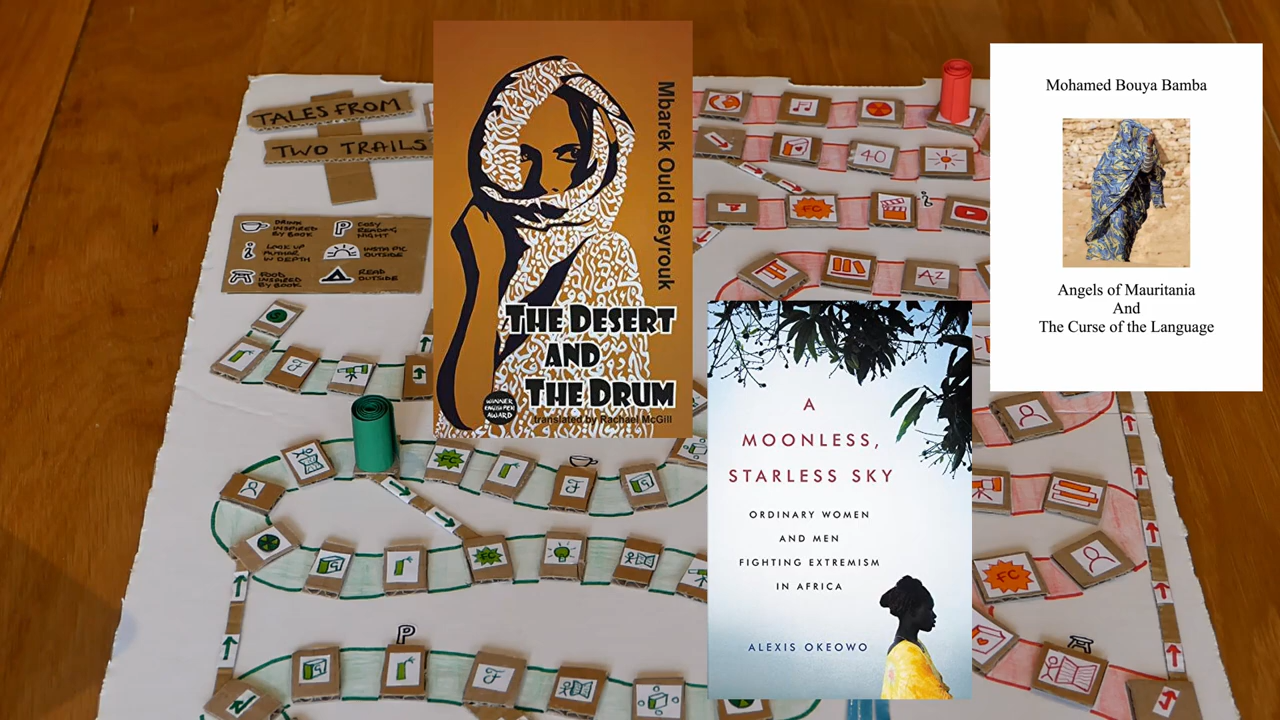 TALES FROM
TWO TRAILS
DRINK
INSPIRED
BY BOOK
COSY
READING
NIGHT
LOOK UP
AUTHOR
IN DEPTH
INSTA PIC
OUTSIDE
FOOD
INSPIRED
BY BOOK
READ
OUTSIDE
P
Mbarek Ould Beyrouk
THE DESERT
AND
THE DRUM
WINNER
ENGLISH PEN
AWARD
translated by Rachael McGill
40
FC
AZ
A
MOONLESS,
STARLESS SKY
ORDINARY WOMEN
AND MEN
FIGHTING EXTREMISM
IN AFRICA
ALEXIS OKEOWO
Mohamed Bouya Bamba
Angels of Mauritania
And
The Curse of the Language
F
FC
F
FC
FC
P
F